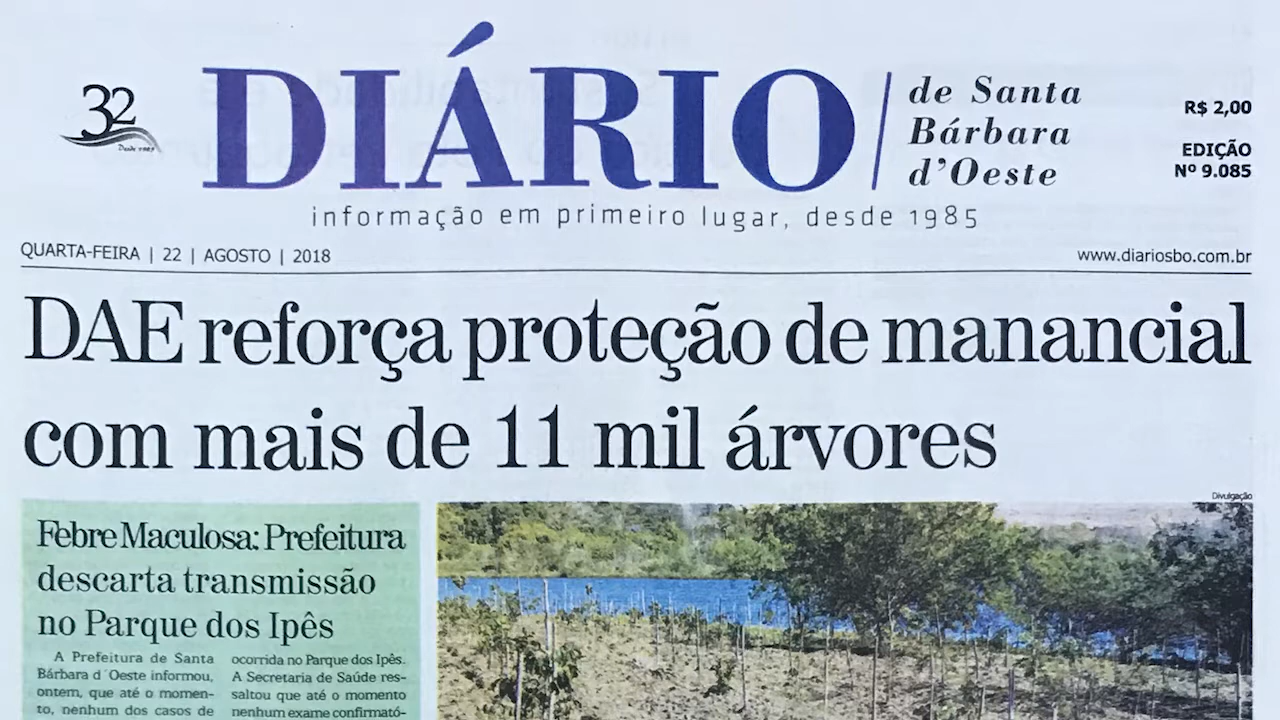 32
Desde 1985
DIÁRIO
de Santa
Bárbara
d'Oeste
R$ 2,00
EDIÇÃO
Nº 9.085
informação em primeiro lugar, desde 1985
QUARTA-FEIRA | 22 | AGOSTO | 2018
www.diariosbo.com.br
DAE reforça proteção de manancial
com mais de 11 mil árvores
Divulgação
Febre Maculosa: Prefeitura
descarta transmissão
no Parque dos Ipês
A Prefeitura de Santa
Bárbara d´Oeste informou,
ontem, que até o momen-
to, nenhum dos casos de
ocorrida no Parque dos Ipês.
A Secretaria de Saúde res-
saltou que até o momento
nenhum exame confirmató-